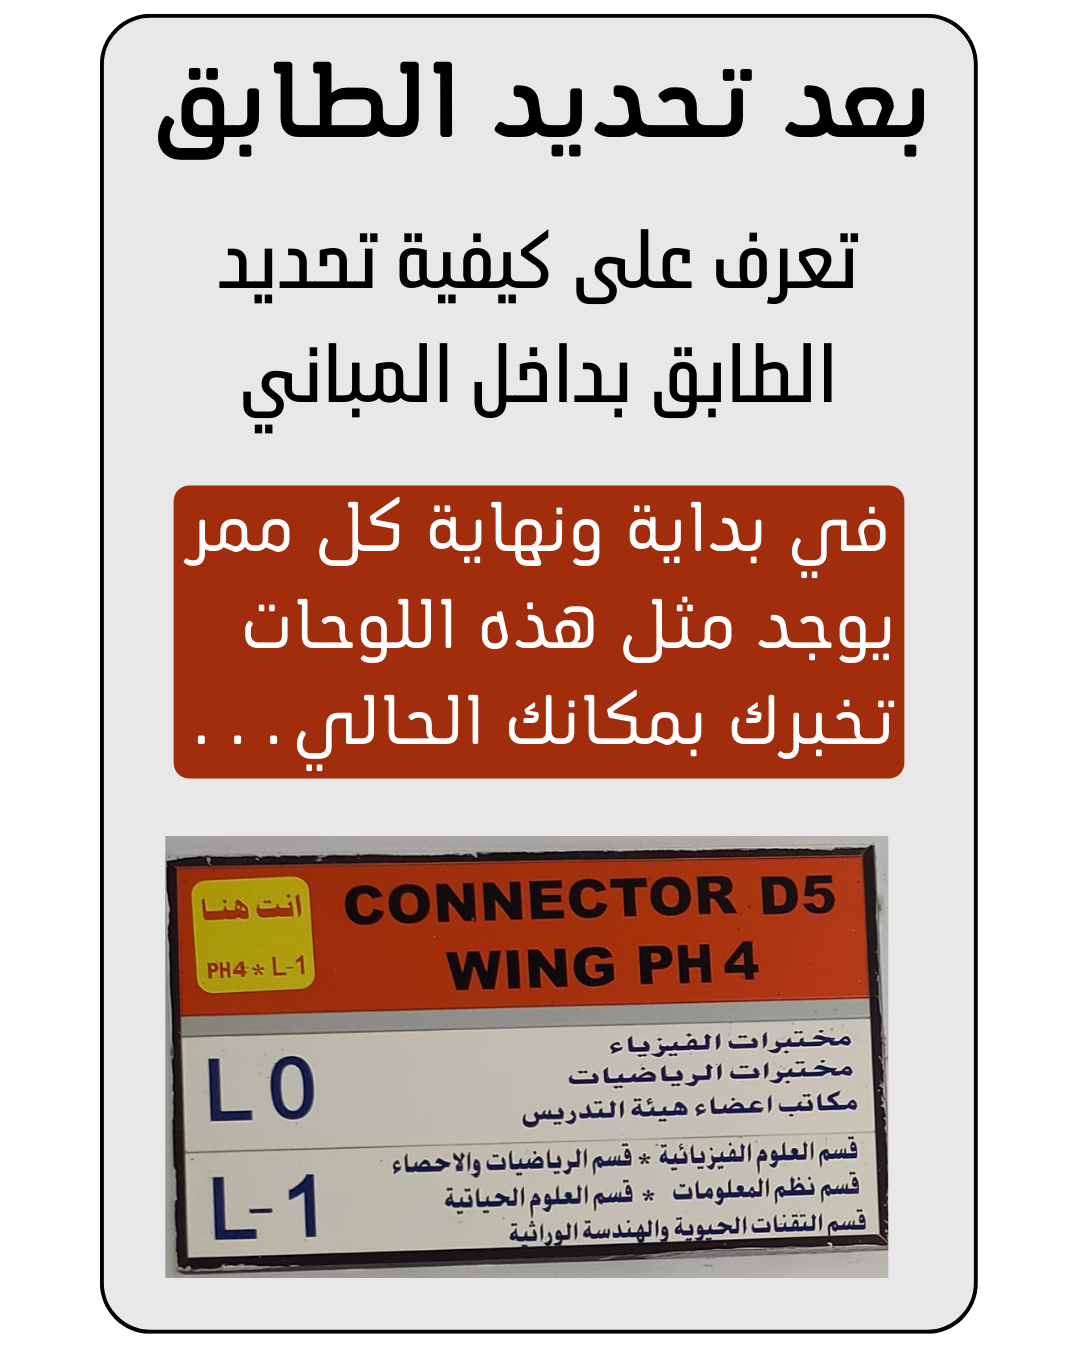 بعد تحديد الطابق
تعرف على كيفية تحديد
الطابق بداخل المباني
في بداية ونهاية كل ممر
يوجد مثل هذه اللوحات
تخبرك بمكانك الحالي...
انت هنا
PH4 * L-1
CONNECTOR D5
WING PH 4
L 0
مختبرات الفيزياء
مختبرات الرياضيات
مكاتب اعضاء هيئة التدريس
L-1
قسم العلوم الفيزيائية * قسم الرياضيات والاحصاء
قسم نظم المعلومات * قسم العلوم الحياتية
قسم التقنات الحيوية والهندسة الوراثية